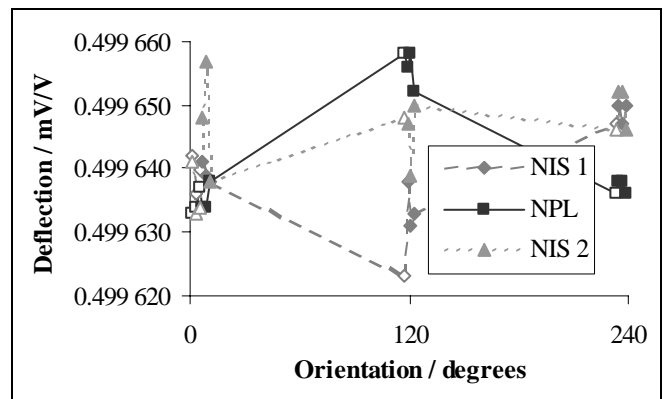 Deflection / mV/V
0.499 660
0.499 650
0.499 640
0.499 630
0.499 620
0
120
240
Orientation / degrees
NIS 1
NPL
NIS 2